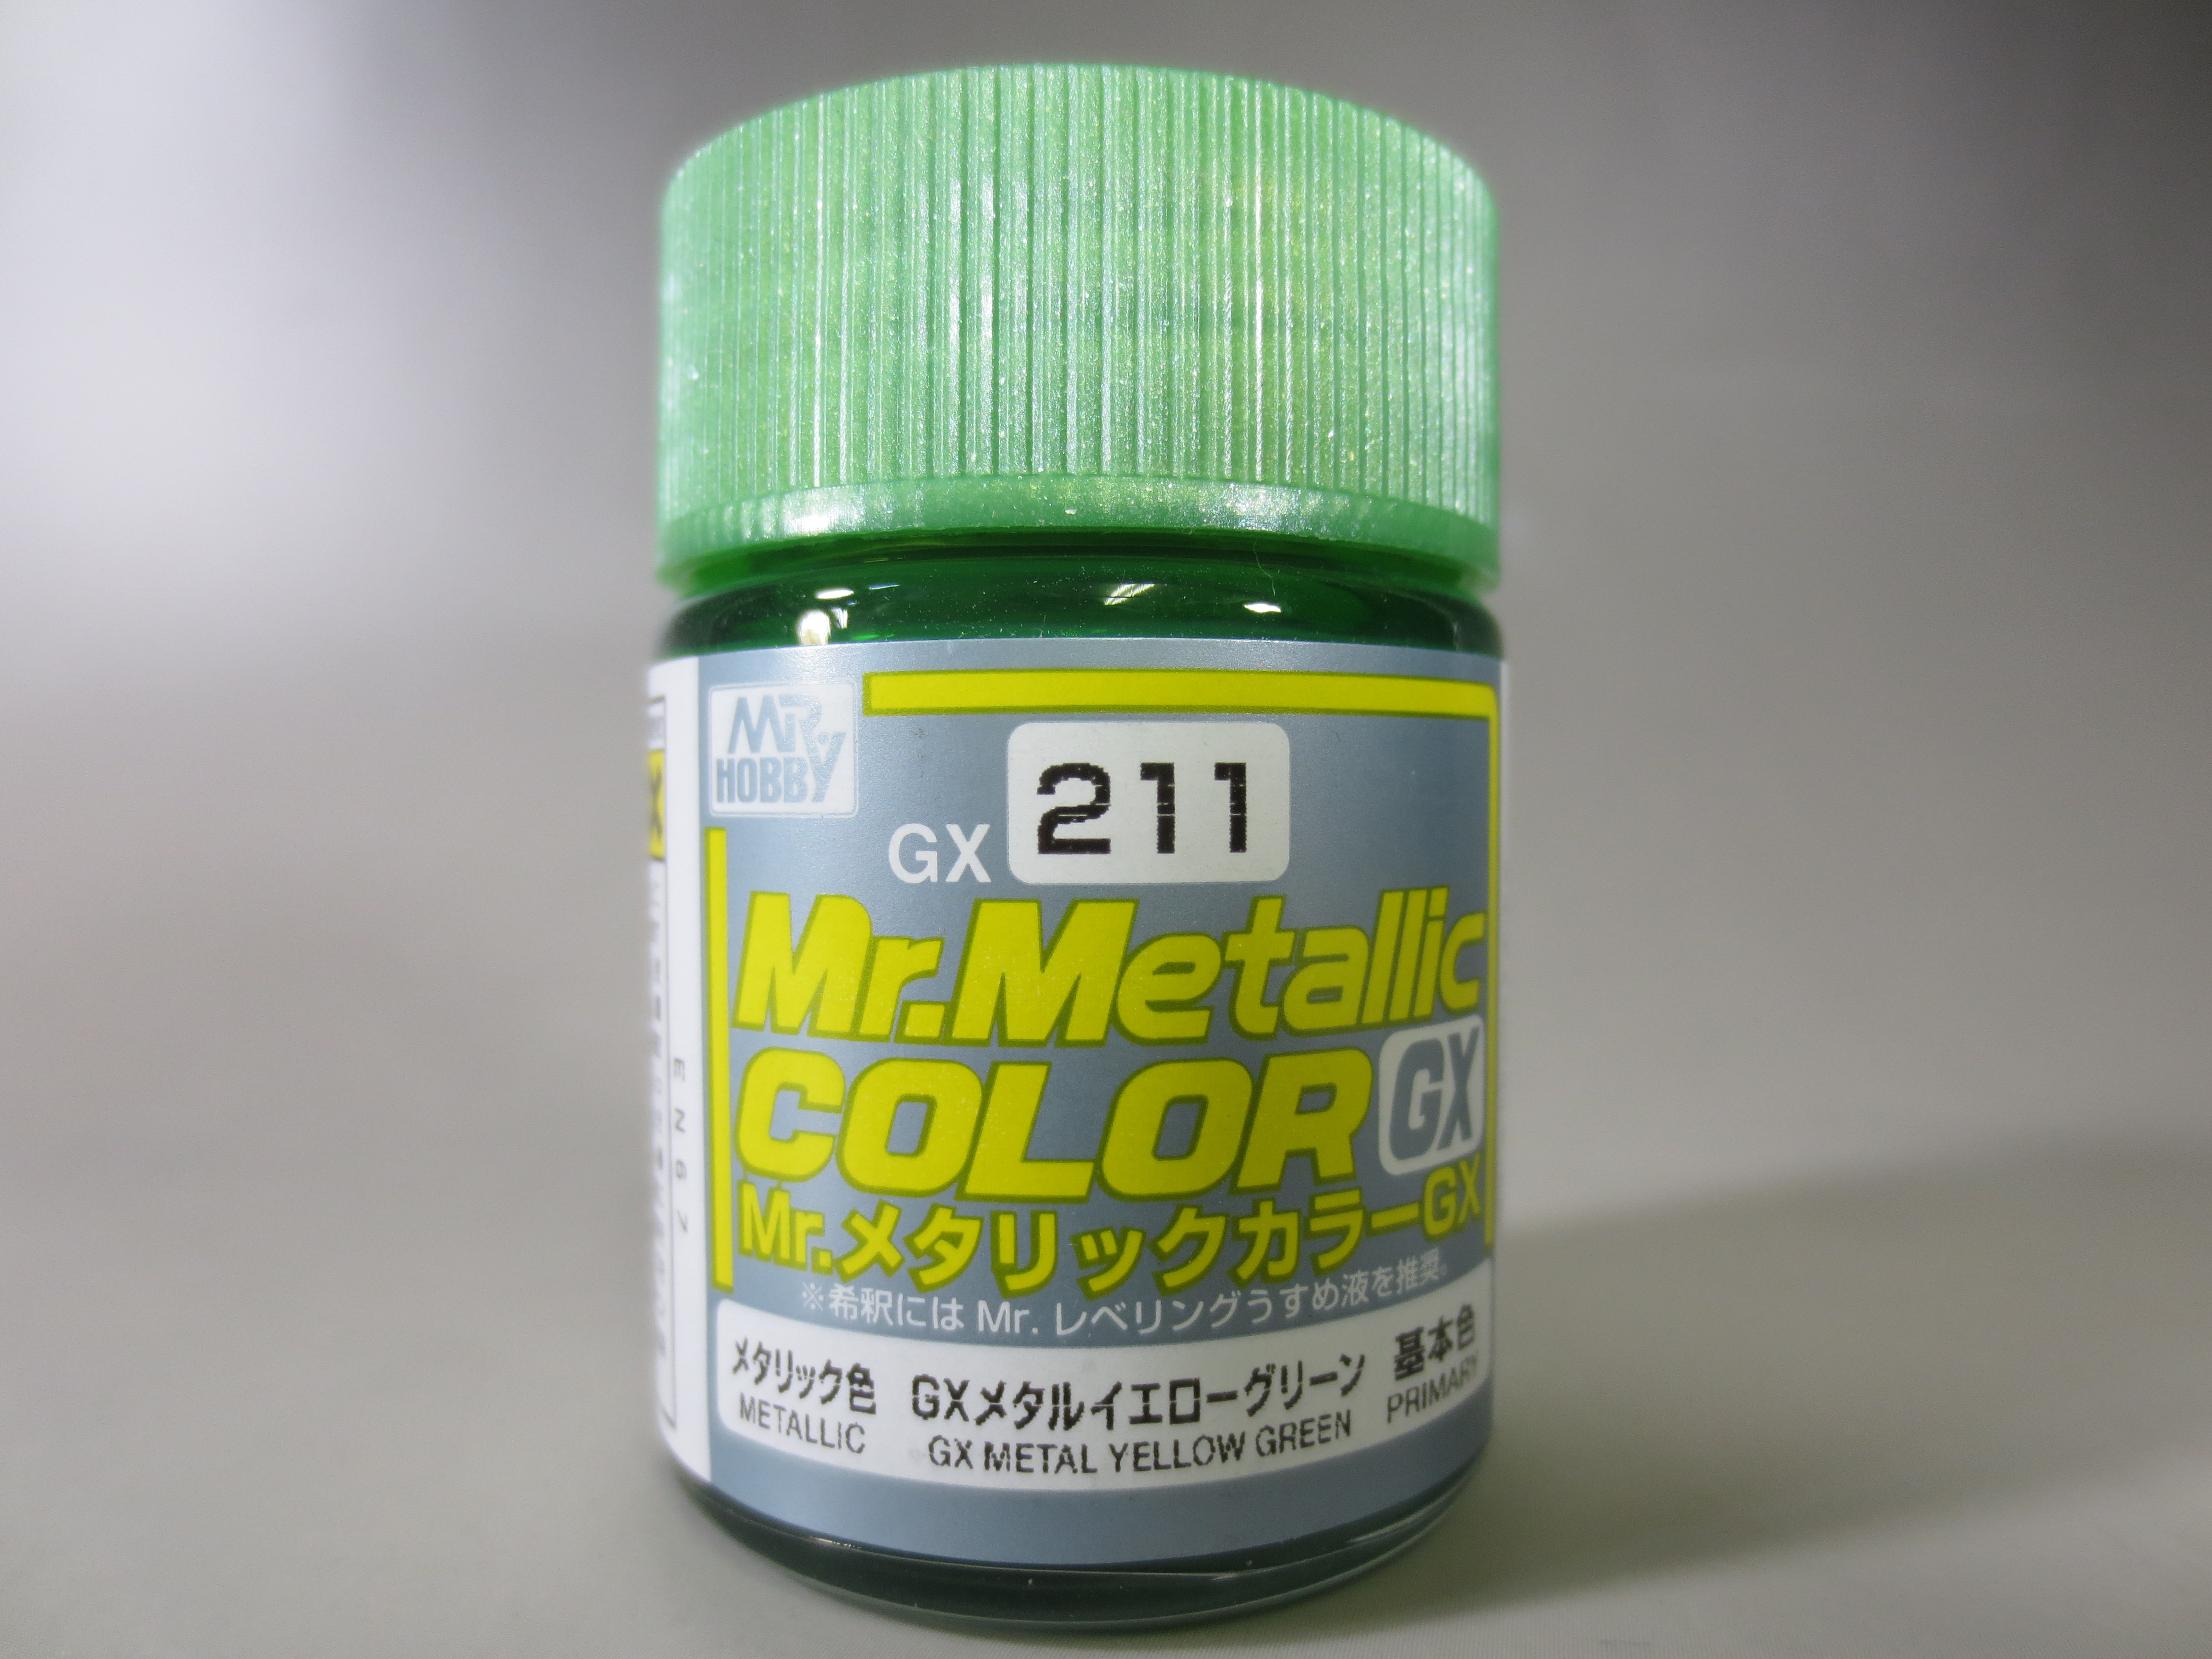 MR HOBBY
GX 211
Mr.Metallic
COLOR GX
Mr.メタリックカラーGX
※希釈にはMr.レベリングうすめ液を推奨。
メタリック色 GXメタルイエローグリーン 基本色
METALLIC GX METAL YELLOW GREEN PRIMARY
EN67